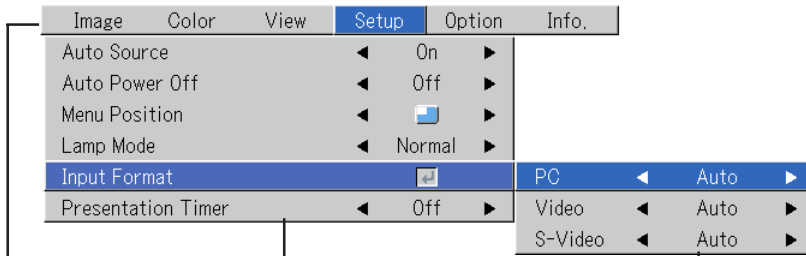 Image Color View Setup Option Info.
Auto Source On
Auto Power Off Off
Menu Position
Lamp Mode Normal
Input Format PC Auto
Presentation Timer Off Video Auto
S-Video Auto